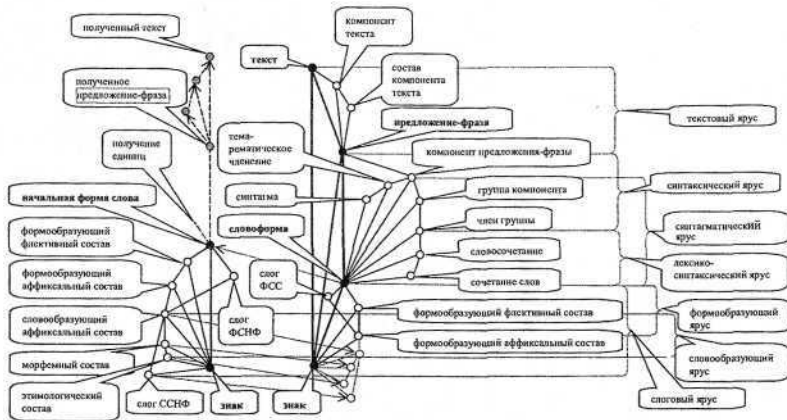 полученный текст
полученное
предложение-фраза
получение
единиц
начальная форма слова
формообразующий
флективный состав
формообразующий
аффиксальный состав
словообразующий
аффиксальный состав
морфемный состав
этимологический
состав
слог ССНФ
знак
слог
ФСНФ
текст
компонент
текста
состав
компонента
текста
предложение-фраза
тема-
рематическое
членение
компонент предложения-фразы
синтагма
группа компонента
словоформа
член группы
словосочетание
слог
ФСС
сочетание слов
формообразующий флективный состав
формообразующий аффиксальный состав
знак
текстовый ярус
синтаксический ярус
синтагматический
ярус
лексико-
синтаксический ярус
формообразующий
ярус
словообразующий
ярус
слоговый ярус